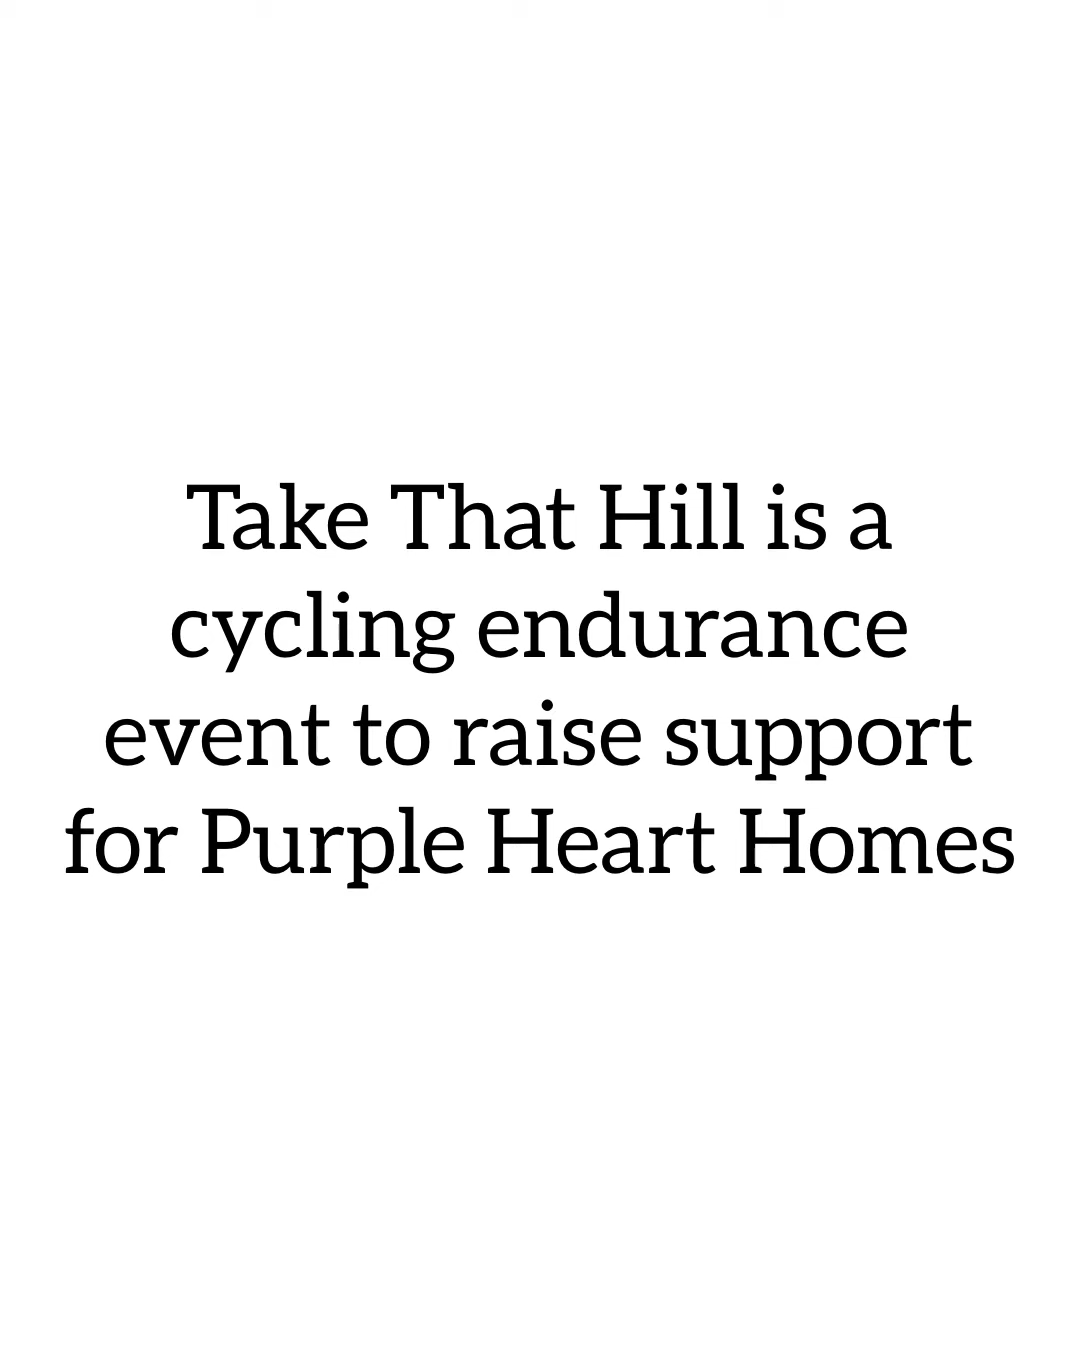 Take That Hill is a
cycling endurance
event to raise support
for Purple Heart Homes